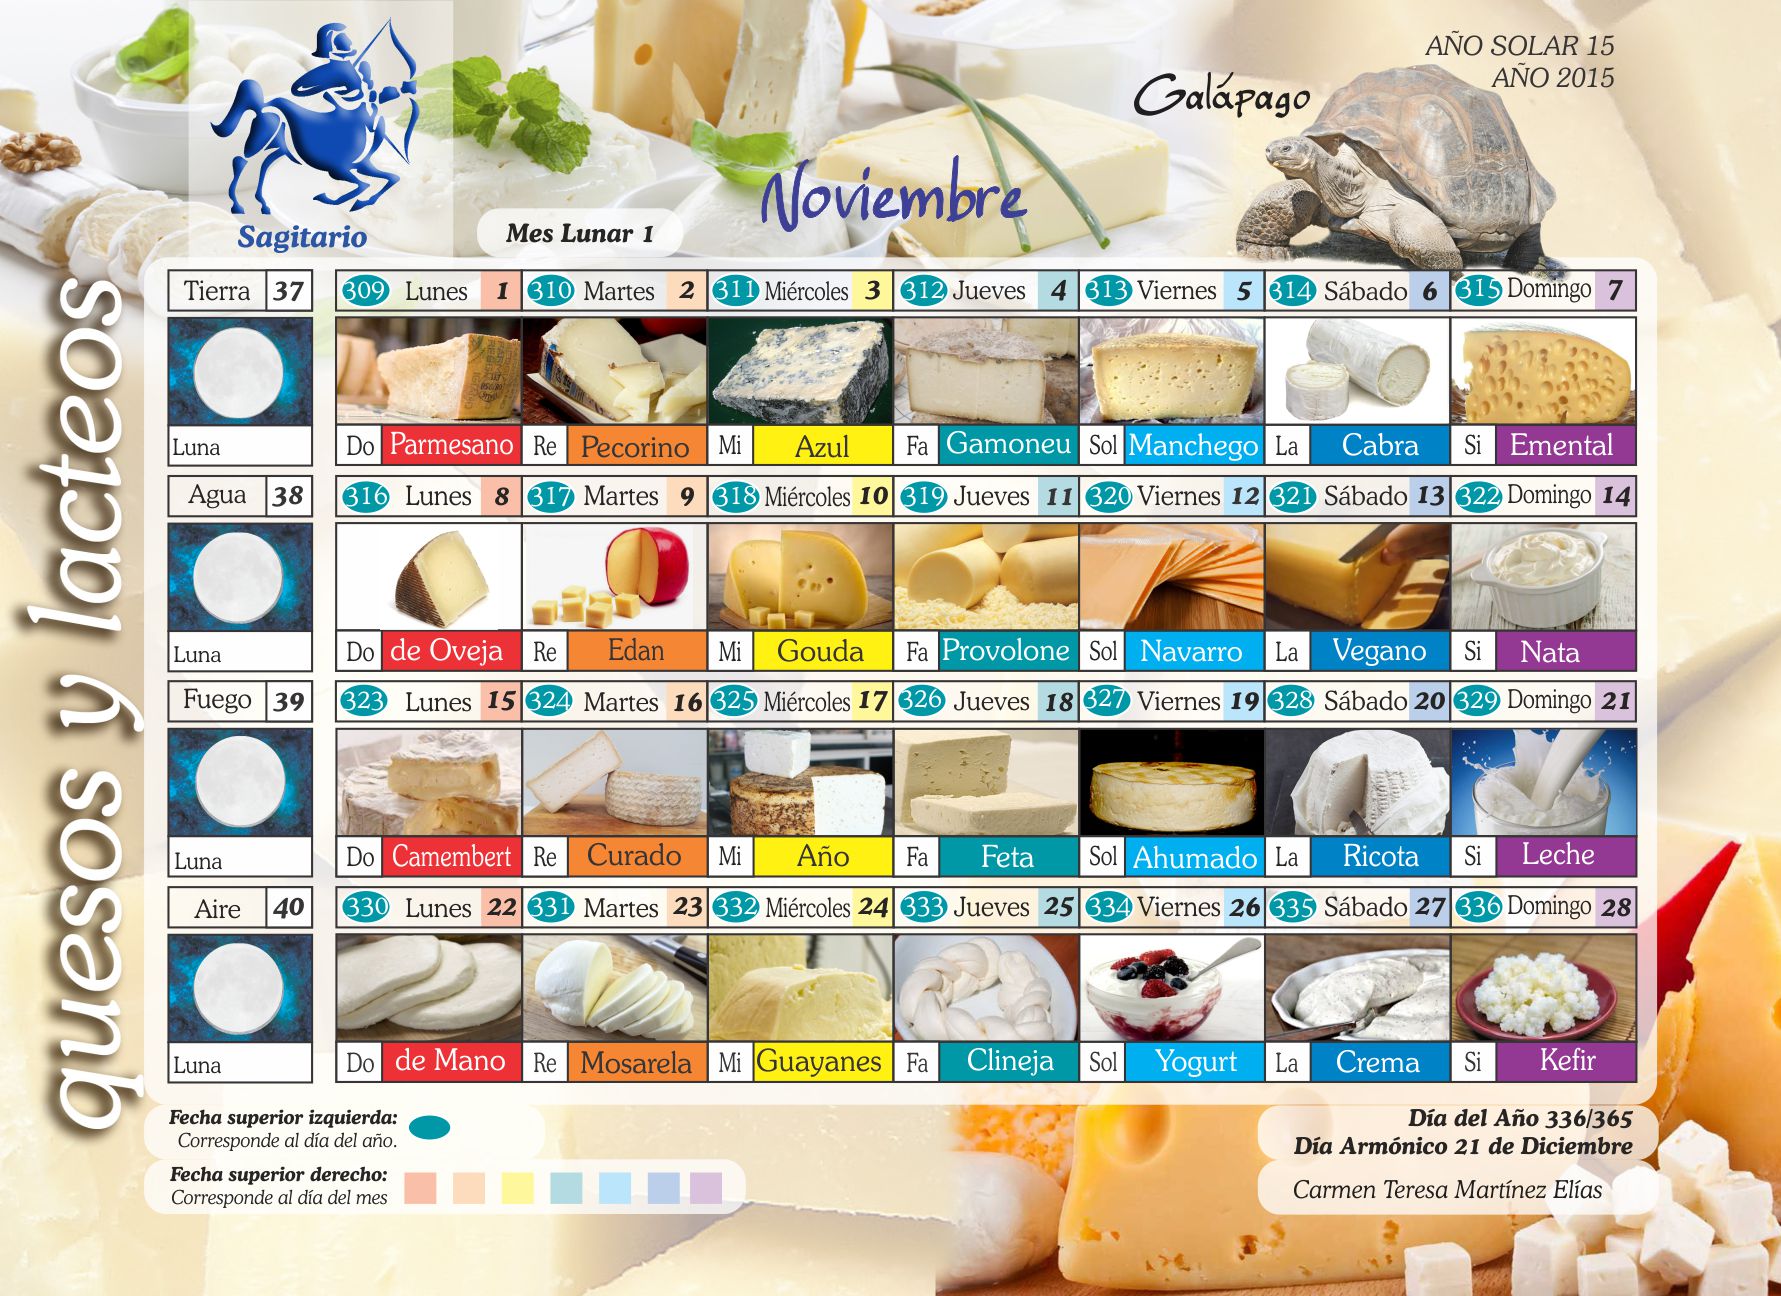 AÑO SOLAR 15
AÑO 2015
Galápago
Noviembre
Sagitario
Mes Lunar 1
quesos y lacteos
Tierra 37 309 Lunes 1 310 Martes 2 311 Miércoles 3 312 Jueves 4 313 Viernes 5 314 Sábado 6 315 Domingo 7
Luna Do Parmesano Re Pecorino Mi Azul Fa Gamoneu Sol Manchego La Cabra Si Emental
Agua 38 316 Lunes 8 317 Martes 9 318 Miércoles 10 319 Jueves 11 320 Viernes 12 321 Sábado 13 322 Domingo 14
Luna Do de Oveja Re Edan Mi Gouda Fa Provolone Sol Navarro La Vegano Si Nata
Fuego 39 323 Lunes 15 324 Martes 16 325 Miércoles 17 326 Jueves 18 327 Viernes 19 328 Sábado 20 329 Domingo 21
Luna Do Camembert Re Curado Mi Año Fa Feta Sol Ahumado La Ricota Si Leche
Aire 40 330 Lunes 22 331 Martes 23 332 Miércoles 24 333 Jueves 25 334 Viernes 26 335 Sábado 27 336 Domingo 28
Luna Do de Mano Re Mosarela Mi Guayanes Fa Clineja Sol Yogurt La Crema Si Kefir
Fecha superior izquierda:
Corresponde al día del año.
Fecha superior derecho:
Corresponde al día del mes
Día del Año 336/365
Día Armónico 21 de Diciembre
Carmen Teresa Martínez Elías